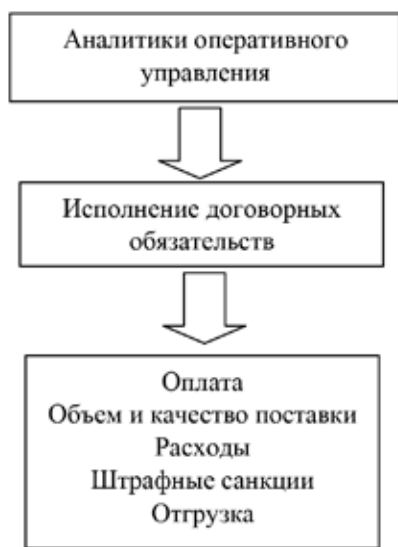 Аналитики оперативного
управления
Исполнение договорных
обязательств
Оплата
Объем и качество поставки
Расходы
Штрафные санкции
Отгрузка